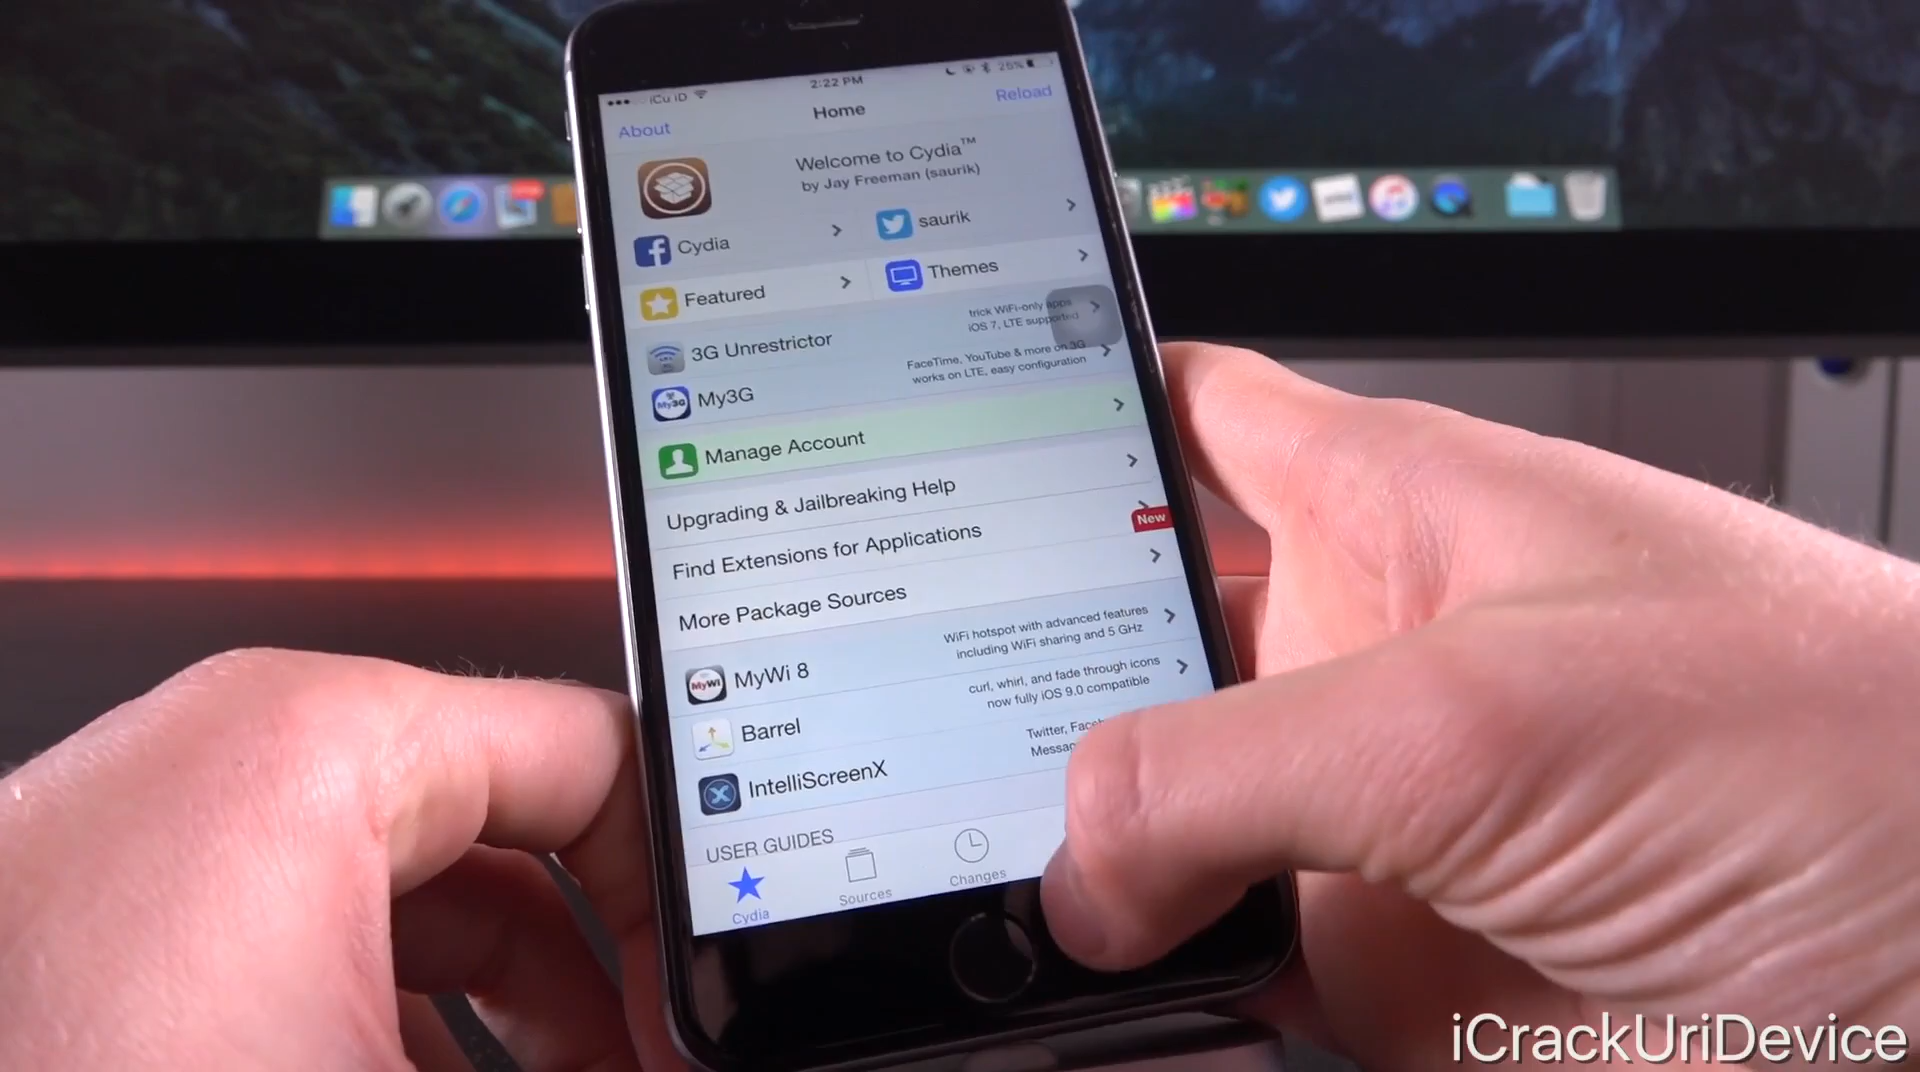 iCu iD 2:22 PM 25%
About Home Reload
Welcome to Cydia™
by Jay Freeman (saurik)
Cydia
saurik
Featured
Themes
3G Unrestrictor
trick WiFi-only apps
iOS 7, LTE supported
My3G
FaceTime, YouTube & more on 3G
works on LTE, easy configuration
Manage Account
Upgrading & Jailbreaking Help
Find Extensions for Applications
New
More Package Sources
MyWi 8
MyWi
WiFi hotspot with advanced features
including WiFi sharing and 5 GHz
Barrel
curl, whirl, and fade through icons
now fully iOS 9.0 compatible
IntelliScreenX
Twitter,
USER GUIDES
Cydia
Sources
Changes
iCrackUriDevice